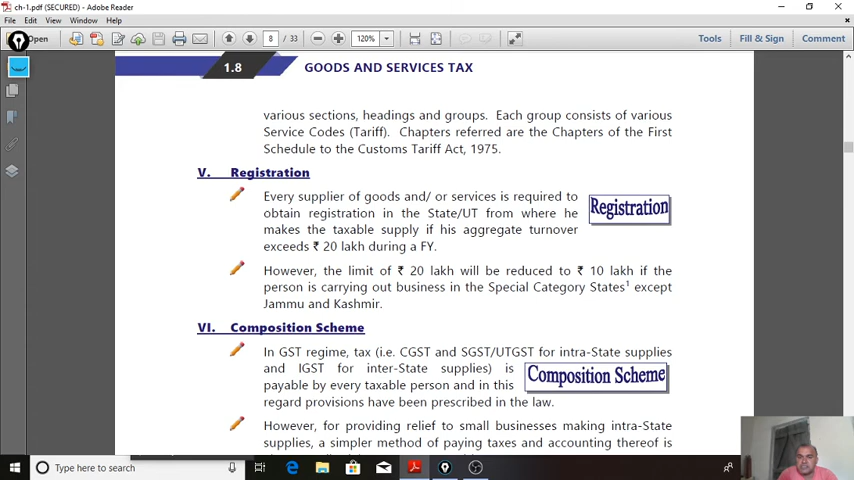 ch-1.pdf (SECURED) - Adobe Reader
File Edit View Window Help
Open
8 / 33
120%
Tools
Fill & Sign
Comment
1.8
GOODS AND SERVICES TAX
various sections, headings and groups. Each group consists of various
Service Codes (Tariff). Chapters referred are the Chapters of the First
Schedule to the Customs Tariff Act, 1975.
V. Registration
Every supplier of goods and/ or services is required to
obtain registration in the State/UT from where he
makes the taxable supply if his aggregate turnover
exceeds ₹ 20 lakh during a FY.
Registration
However, the limit of ₹ 20 lakh will be reduced to ₹ 10 lakh if the
person is carrying out business in the Special Category States¹ except
Jammu and Kashmir.
VI. Composition Scheme
In GST regime, tax (i.e. CGST and SGST/UTGST for intra-State supplies
and IGST for inter-State supplies) is
payable by every taxable person and in this
regard provisions have been prescribed in the law.
Composition Scheme
However, for providing relief to small businesses making intra-State
supplies, a simpler method of paying taxes and accounting thereof is
Type here to search